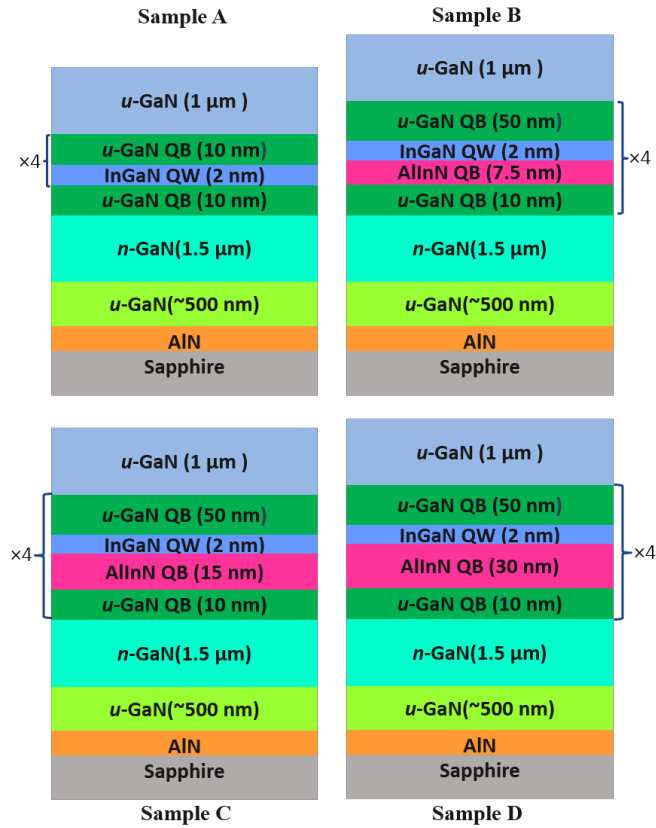 Sample A
u-GaN (1 µm )
×4
u-GaN QB (10 nm)
InGaN QW (2 nm)
u-GaN QB (10 nm)
n-GaN(1.5 µm)
u-GaN(~500 nm)
AlN
Sapphire
Sample B
u-GaN (1 µm )
u-GaN QB (50 nm)
InGaN QW (2 nm)
AlInN QB (7.5 nm)
u-GaN QB (10 nm)
×4
n-GaN(1.5 µm)
u-GaN(~500 nm)
AlN
Sapphire
u-GaN (1 µm )
u-GaN QB (50 nm)
×4
InGaN QW (2 nm)
AlInN QB (15 nm)
u-GaN QB (10 nm)
n-GaN(1.5 µm)
u-GaN(~500 nm)
AlN
Sapphire
Sample C
u-GaN (1 µm )
u-GaN QB (50 nm)
InGaN QW (2 nm)
×4
AlInN QB (30 nm)
u-GaN QB (10 nm)
n-GaN(1.5 µm)
u-GaN(~500 nm)
AlN
Sapphire
Sample D